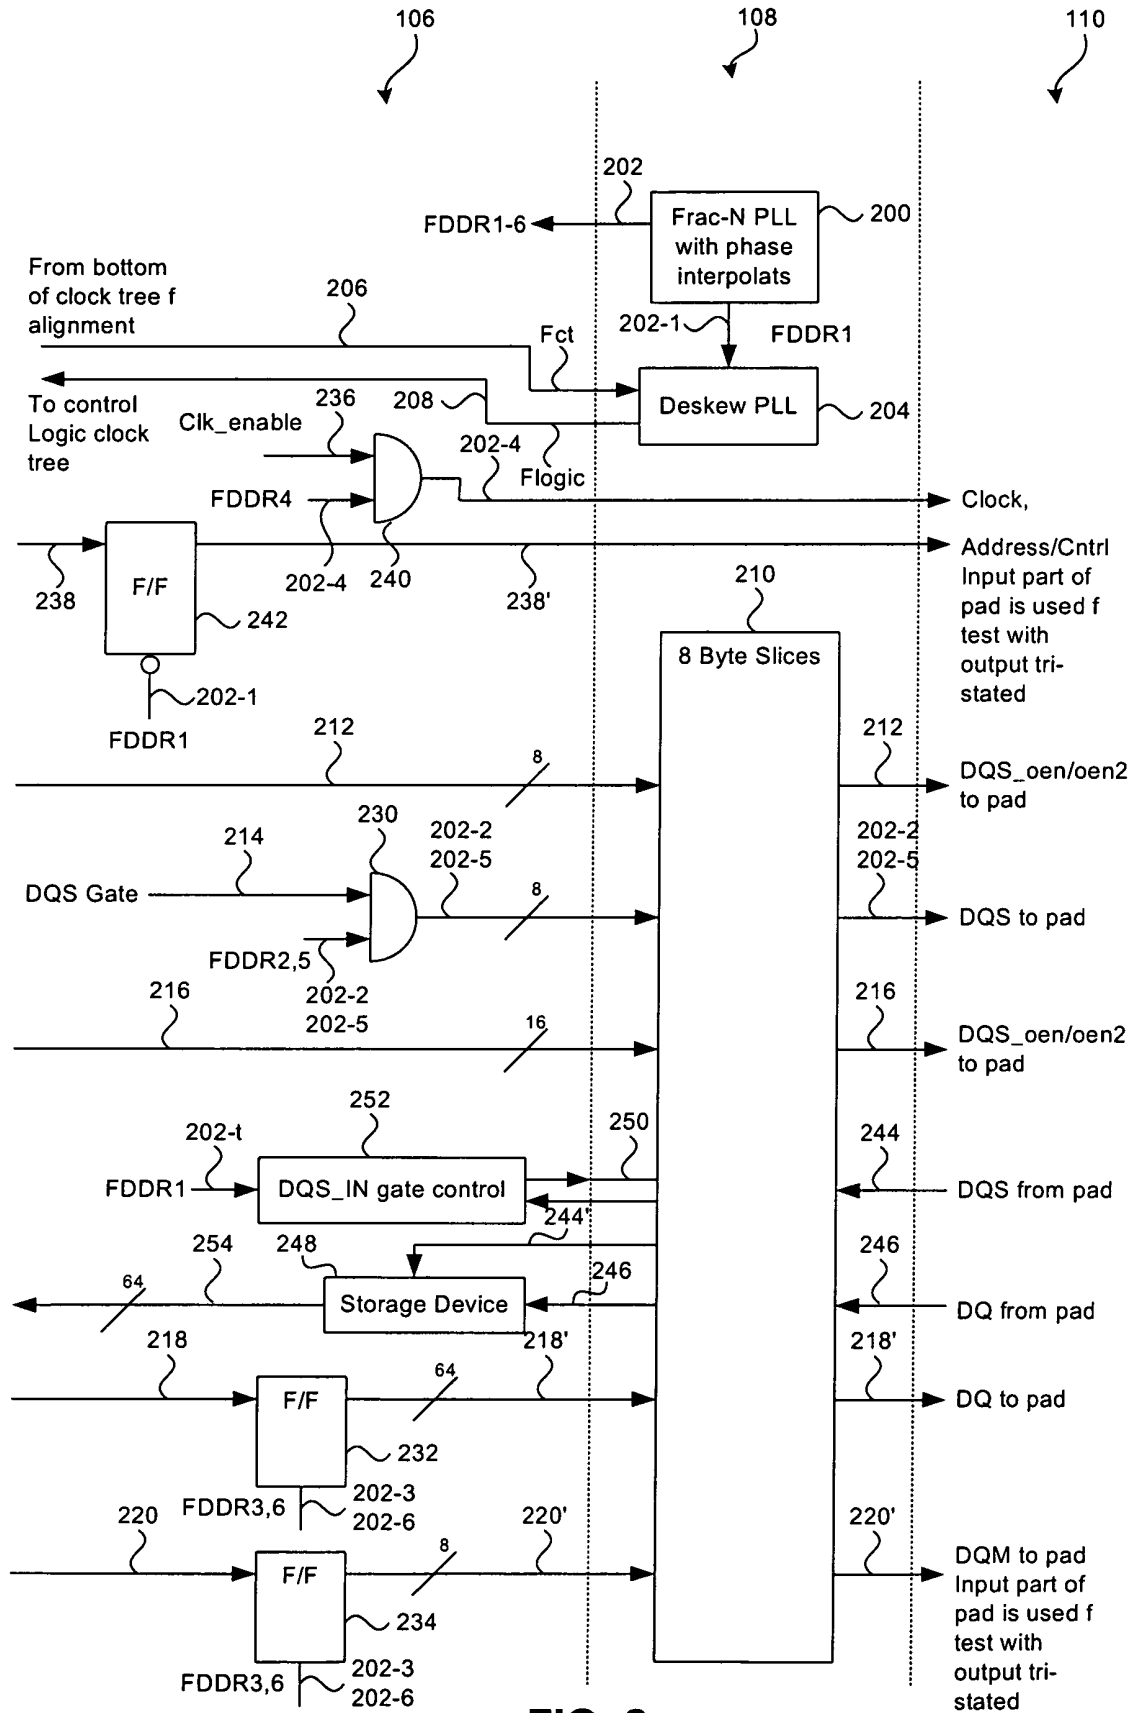 106
108
110
202
Frac-N PLL
with phase
interpolats
200
FDDR1-6
From bottom
of clock tree f
alignment
206
202-1
FDDR1
Fct
Deskew PLL
204
To control
Logic clock
tree
208
236
Clk_enable
202-4
Flogic
FDDR4
Clock,
202-4
240
238
F/F
242
238'
210
Address/Cntrl
Input part of
pad is used f
test with
output tri-
stated
8 Byte Slices
202-1
FDDR1
212
8
212
DQS_oen/oen2
to pad
230
202-2
202-5
214
202-2
202-5
DQS Gate
8
DQS to pad
FDDR2,5
202-2
202-5
216
16
216
DQS_oen/oen2
to pad
252
202-t
250
244
FDDR1
DQS_IN gate control
DQS from pad
244'
254
248
246
246
64
Storage Device
DQ from pad
218
218'
218'
64
F/F
DQ to pad
232
FDDR3,6
202-3
202-6
220
220'
220'
8
F/F
DQM to pad
Input part of
pad is used f
test with
output tri-
stated
234
FDDR3,6
202-3
202-6